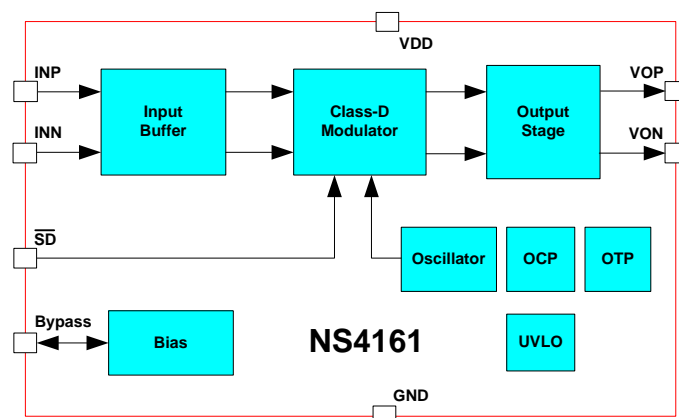 VDD
INP
VOP
Input
Buffer
Class-D
Modulator
Output
Stage
INN
VON
S̅D̅
Oscillator
OCP
OTP
Bypass
Bias
NS4161
UVLO
GND